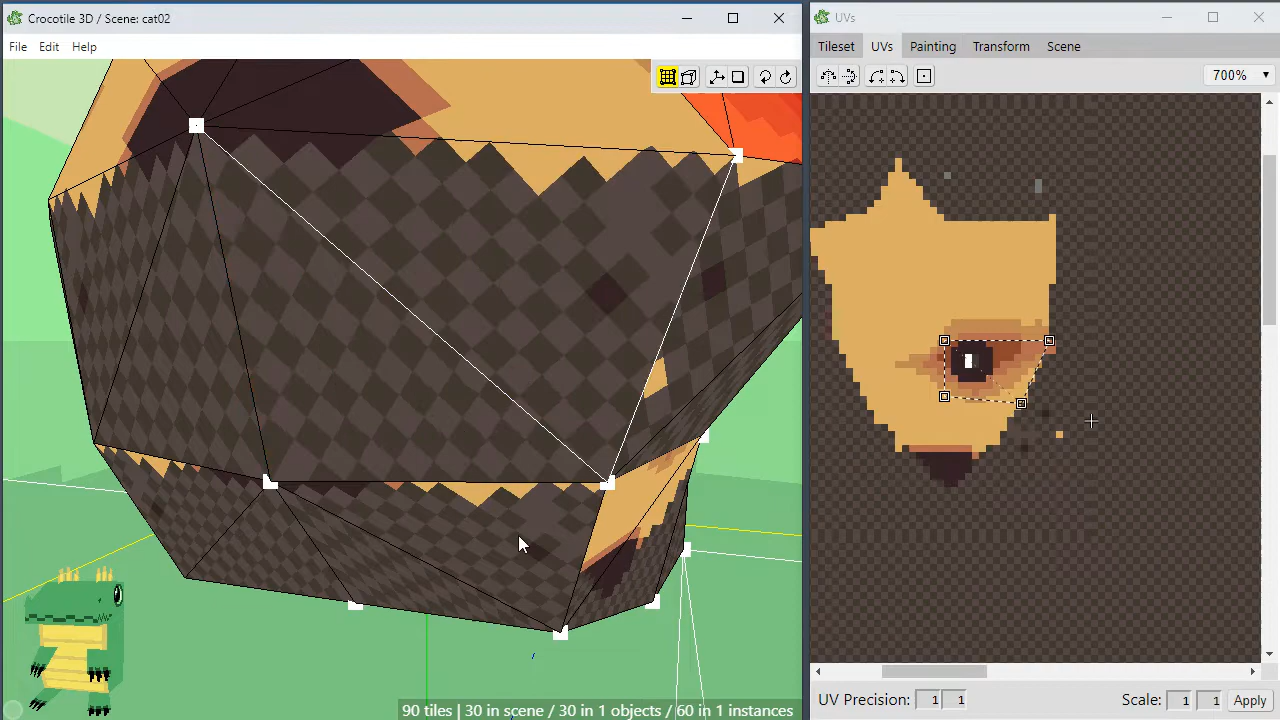 Crocotile 3D / Scene: cat02
File Edit Help
UVs
Tileset UVs Painting Transform Scene
700%
90 tiles | 30 in scene / 30 in 1 objects / 60 in 1 instances
UV Precision: 1 1
Scale: 1 1 Apply